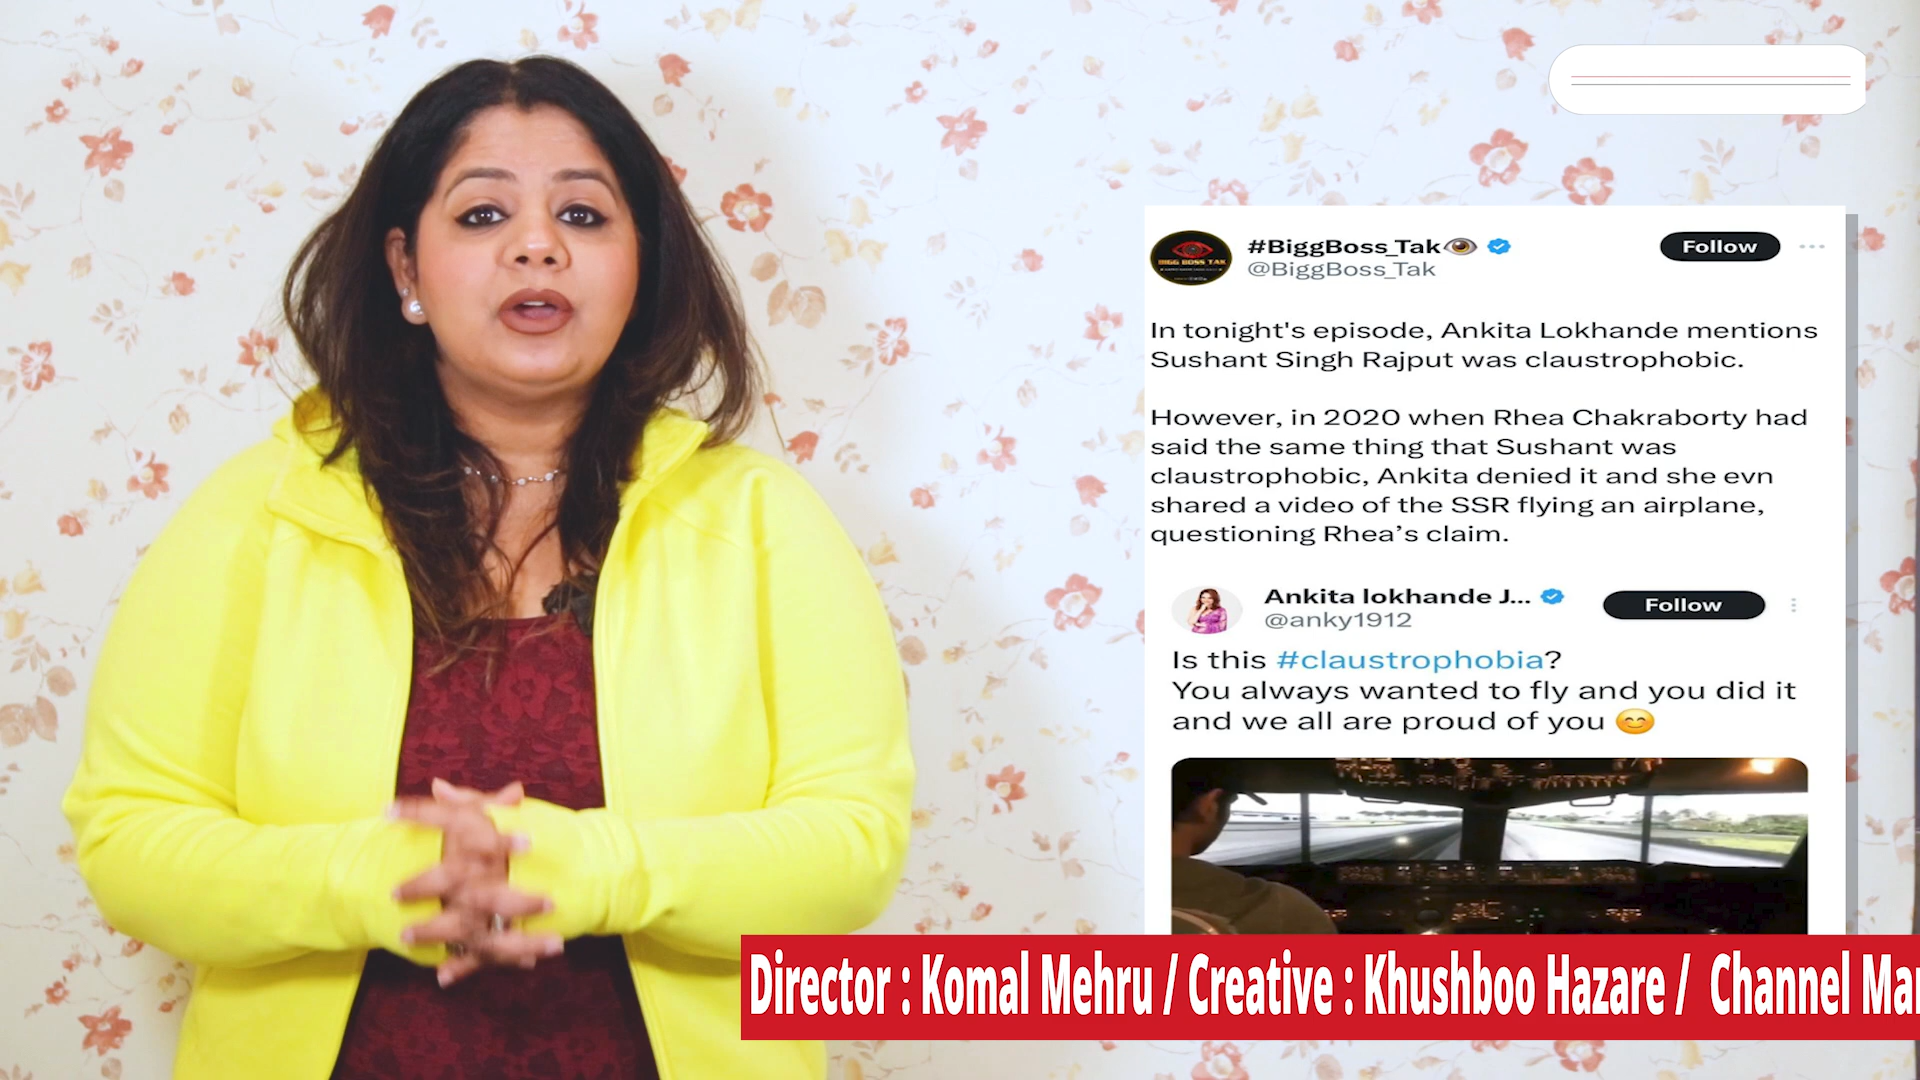 #BiggBoss_Tak👁
@BiggBoss_Tak
Follow
BIGG BOSS TAK
In tonight's episode, Ankita Lokhande mentions
Sushant Singh Rajput was claustrophobic.
However, in 2020 when Rhea Chakraborty had
said the same thing that Sushant was
claustrophobic, Ankita denied it and she evn
shared a video of the SSR flying an airplane,
questioning Rhea’s claim.
Ankita lokhande J...
@anky1912
Follow
Is this #claustrophobia?
You always wanted to fly and you did it
and we all are proud of you 😊
Director : Komal Mehru / Creative : Khushboo Hazare / Channel Mar